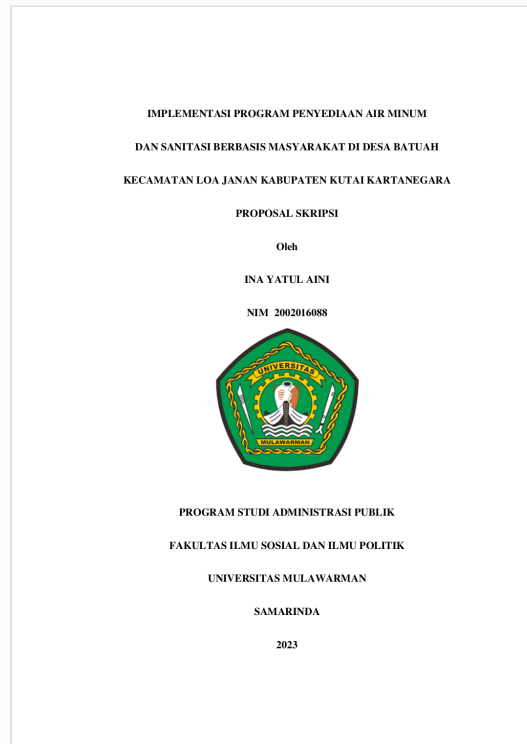 IMPLEMENTASI PROGRAM PENYEDIAAN AIR MINUM
DAN SANITASI BERBASIS MASYARAKAT DI DESA BATUAH
KECAMATAN LOA JANAN KABUPATEN KUTAI KARTANEGARA
PROPOSAL SKRIPSI
Oleh
INA YATUL AINI
NIM 2002016088
UNIVERSITAS
MULAWARMAN
PROGRAM STUDI ADMINISTRASI PUBLIK
FAKULTAS ILMU SOSIAL DAN ILMU POLITIK
UNIVERSITAS MULAWARMAN
SAMARINDA
2023